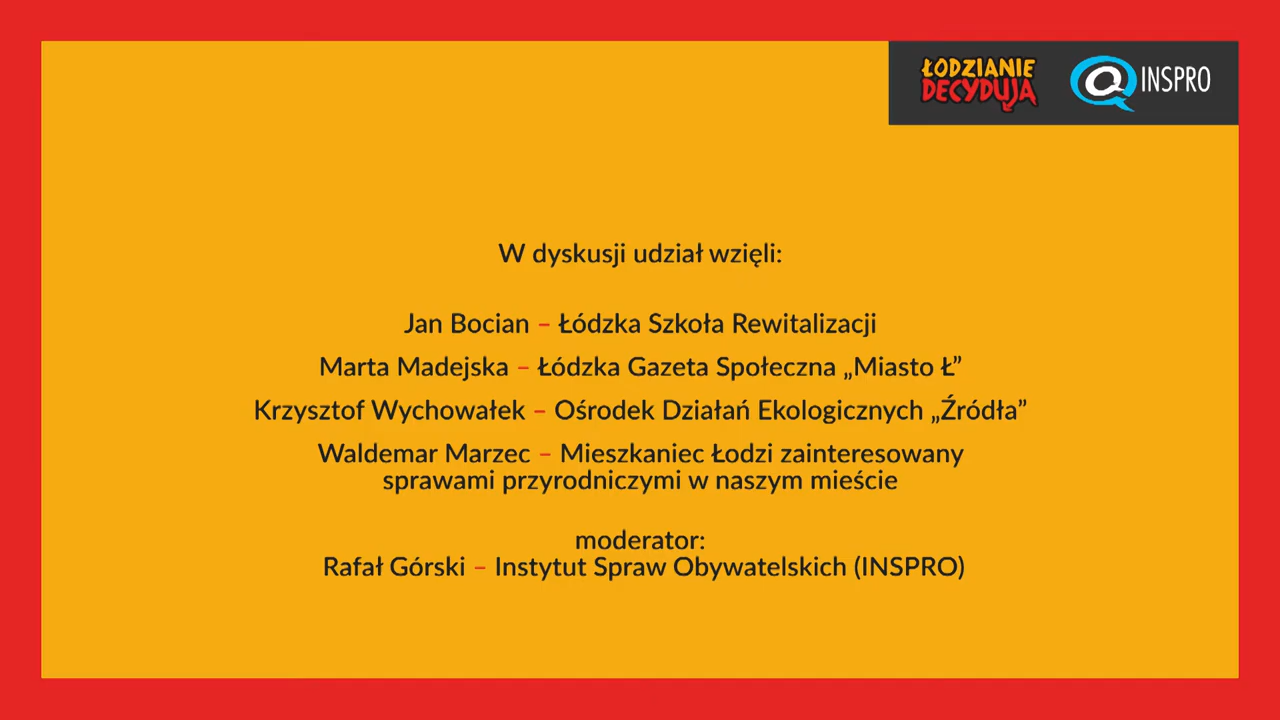 ŁODZIANIE
DECYDUJĄ
INSPRO
W dyskusji udział wzięli:
Jan Bocian – Łódzka Szkoła Rewitalizacji
Marta Madejska – Łódzka Gazeta Społeczna „Miasto Ł”
Krzysztof Wychowałek – Ośrodek Działań Ekologicznych „Źródła”
Waldemar Marzec – Mieszkaniec Łodzi zainteresowany
sprawami przyrodniczymi w naszym mieście
moderator:
Rafał Górski – Instytut Spraw Obywatelskich (INSPRO)